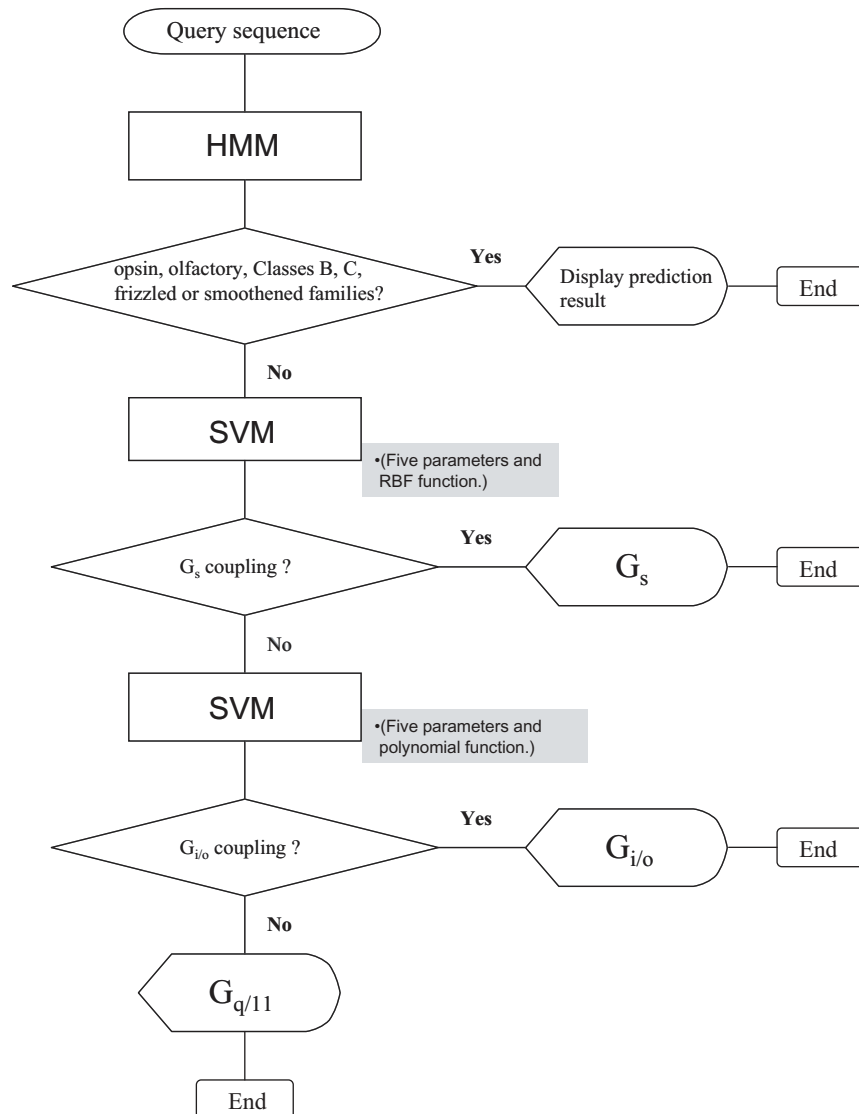 Query sequence
HMM
opsin, olfactory, Classes B, C,
frizzled or smoothened families?
Yes
Display prediction
result
End
No
SVM
•(Five parameters and
RBF function.)
Gs coupling ?
Yes
Gs
End
No
SVM
•(Five parameters and
polynomial function.)
Gi/o coupling ?
Yes
Gi/o
End
No
Gq/11
End